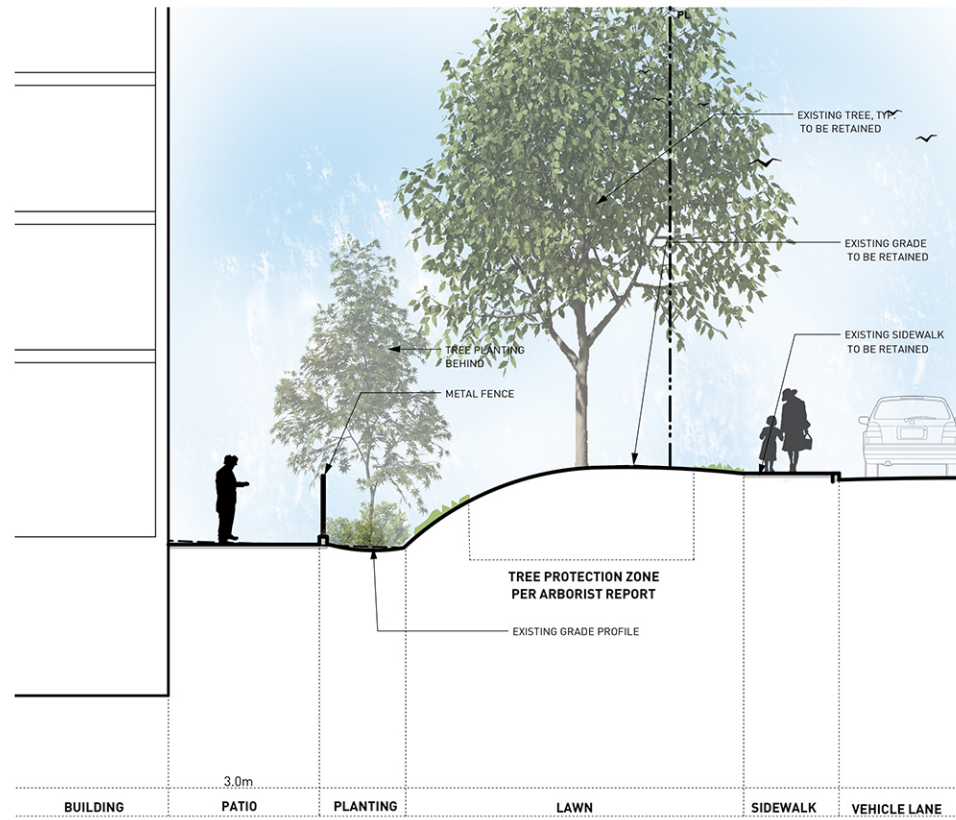 PL
EXISTING TREE, TYP.
TO BE RETAINED
EXISTING GRADE
TO BE RETAINED
EXISTING SIDEWALK
TO BE RETAINED
TREE PLANTING
BEHIND
METAL FENCE
TREE PROTECTION ZONE
PER ARBORIST REPORT
EXISTING GRADE PROFILE
3.0m
BUILDING
PATIO
PLANTING
LAWN
SIDEWALK
VEHICLE LANE